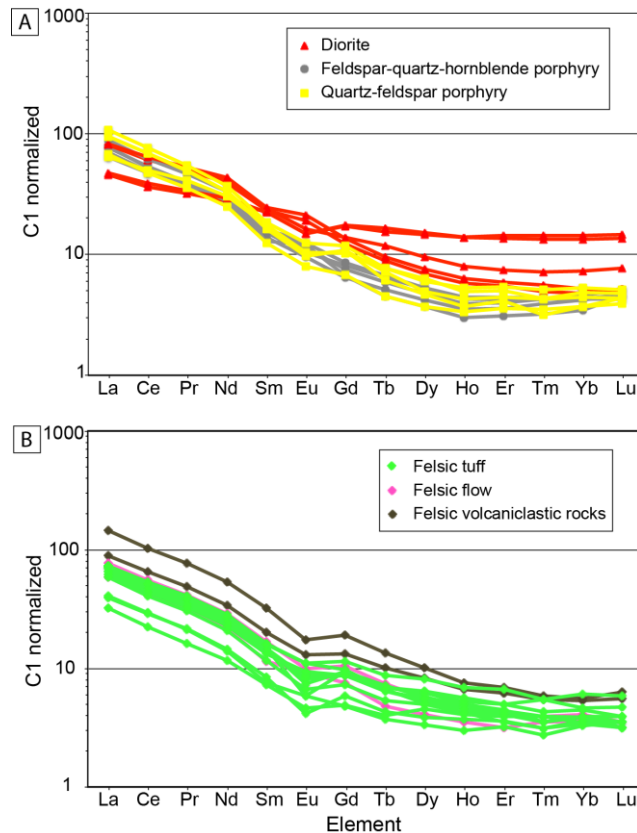 A
1000
Diorite
Feldspar-quartz-hornblende porphyry
Quartz-feldspar porphyry
100
C1 normalized
10
1
La Ce Pr Nd Sm Eu Gd Tb Dy Ho Er Tm Yb Lu
B
1000
Felsic tuff
Felsic flow
Felsic volcaniclastic rocks
100
C1 normalized
10
1
La Ce Pr Nd Sm Eu Gd Tb Dy Ho Er Tm Yb Lu
Element